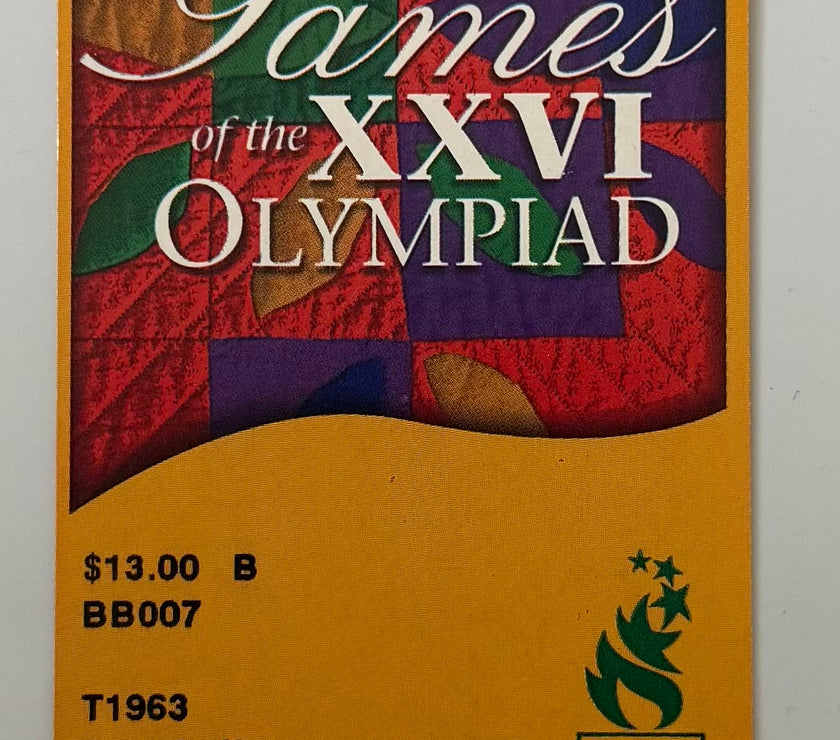 Games
of the XXVI
OLYMPIAD
$13.00 B
BB007
T1963